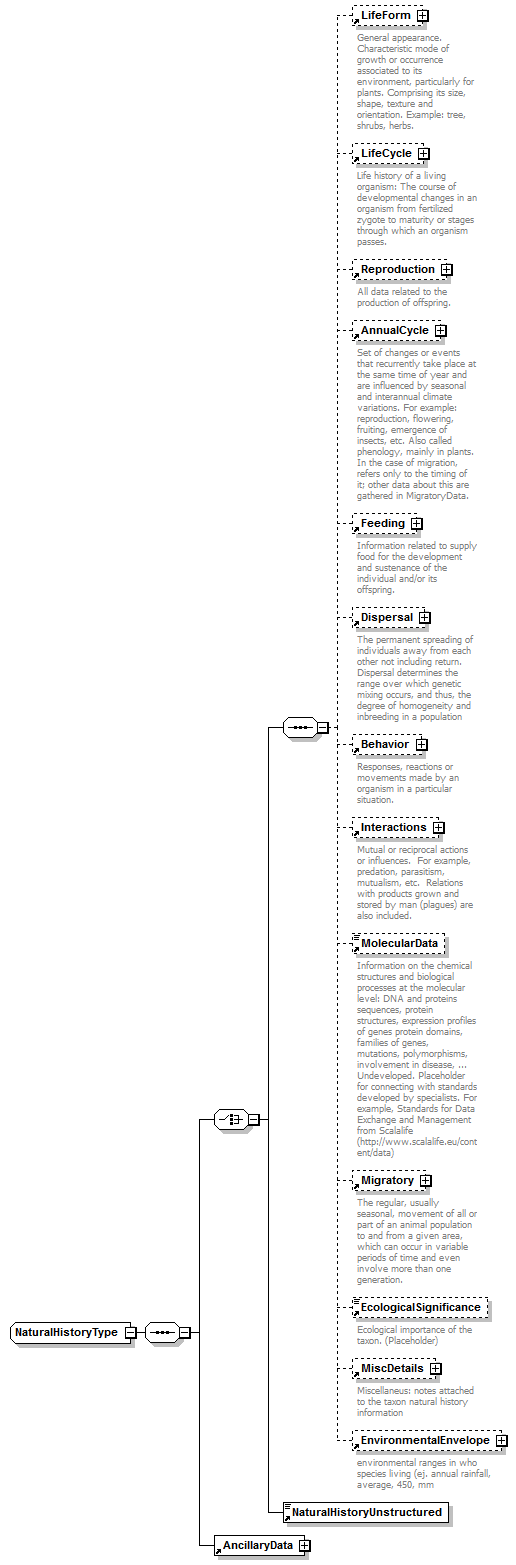 LifeForm
General appearance.
Characteristic mode of
growth or occurrence
associated to its
environment, particularly for
plants. Comprising its size,
shape, texture and
orientation. Example: tree,
shrubs, herbs.
LifeCycle
Life history of a living
organism: The course of
developmental changes in an
organism from fertilized
zygote to maturity or stages
through which an organism
passes.
Reproduction
All data related to the
production of offspring.
AnnualCycle
Set of changes or events
that recurrently take place at
the same time of year and
are influenced by seasonal
and interannual climate
variations. For example:
reproduction, flowering,
fruiting, emergence of
insects, etc. Also called
phenology, mainly in plants.
In the case of migration,
refers only to the timing of
it; other data about this are
gathered in MigratoryData.
Feeding
Information related to supply
food for the development
and sustenance of the
individual and/or its
offspring.
Dispersal
The permanent spreading of
individuals away from each
other not including return.
Dispersal determines the
range over which genetic
mixing occurs, and thus, the
degree of homogeneity and
inbreeding in a population
Behavior
Responses, reactions or
movements made by an
organism in a particular
situation.
Interactions
Mutual or reciprocal actions
or influences.  For example,
predation, parasitism,
mutualism, etc.  Relations
with products grown and
stored by man (plagues) are
also included.
MolecularData
Information on the chemical
structures and biological
processes at the molecular
level: DNA and proteins
sequences, protein
structures, expression profiles
of genes protein domains,
families of genes,
mutations, polymorphisms,
involvement in disease, ...
Undeveloped. Placeholder
for connecting with standards
developed by specialists. For
example, Standards for Data
Exchange and Management
from Scalalife
(http://www.scalalife.eu/cont
ent/data)
Migratory
The regular, usually
seasonal, movement of all or
part of an animal population
to and from a given area,
which can occur in variable
periods of time and even
involve more than one
generation.
EcologicalSignificance
Ecological importance of the
taxon. (Placeholder)
NaturalHistoryType
MiscDetails
Miscellaneus: notes attached
to the taxon natural history
information
EnvironmentalEnvelope
environmental ranges in who
species living (ej. annual rainfall,
average, 450, mm
NaturalHistoryUnstructured
AncillaryData